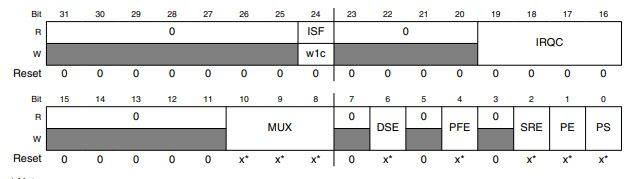 Bit 31 30 29 28 27 26 25 24 23 22 21 20 19 18 17 16
R 0 ISF 0 IRQC
W w1c
Reset 0 0 0 0 0 0 0 0 0 0 0 0 0 0 0 0
Bit 15 14 13 12 11 10 9 8 7 6 5 4 3 2 1 0
R 0 MUX 0 DSE 0 PFE 0 SRE PE PS
W
Reset 0 0 0 0 0 x* x* x* 0 x* 0 x* 0 x* x* x*